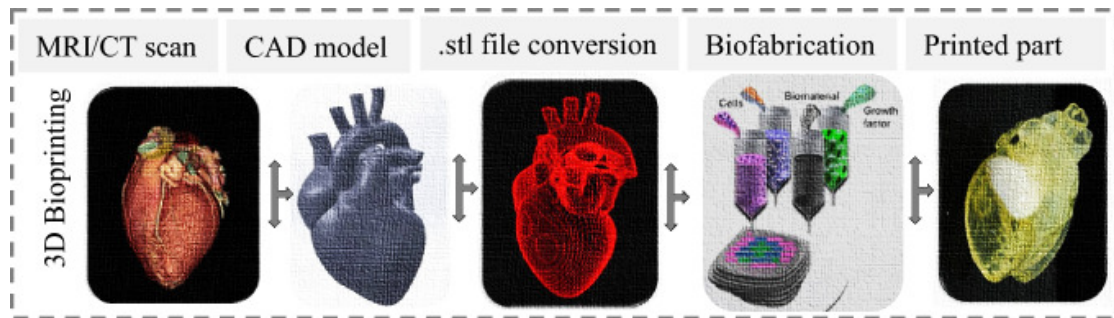 MRI/CT scan
CAD model
.stl file conversion
Biofabrication
Printed part
3D Bioprinting
Cells
Biomaterial
Growth
factor